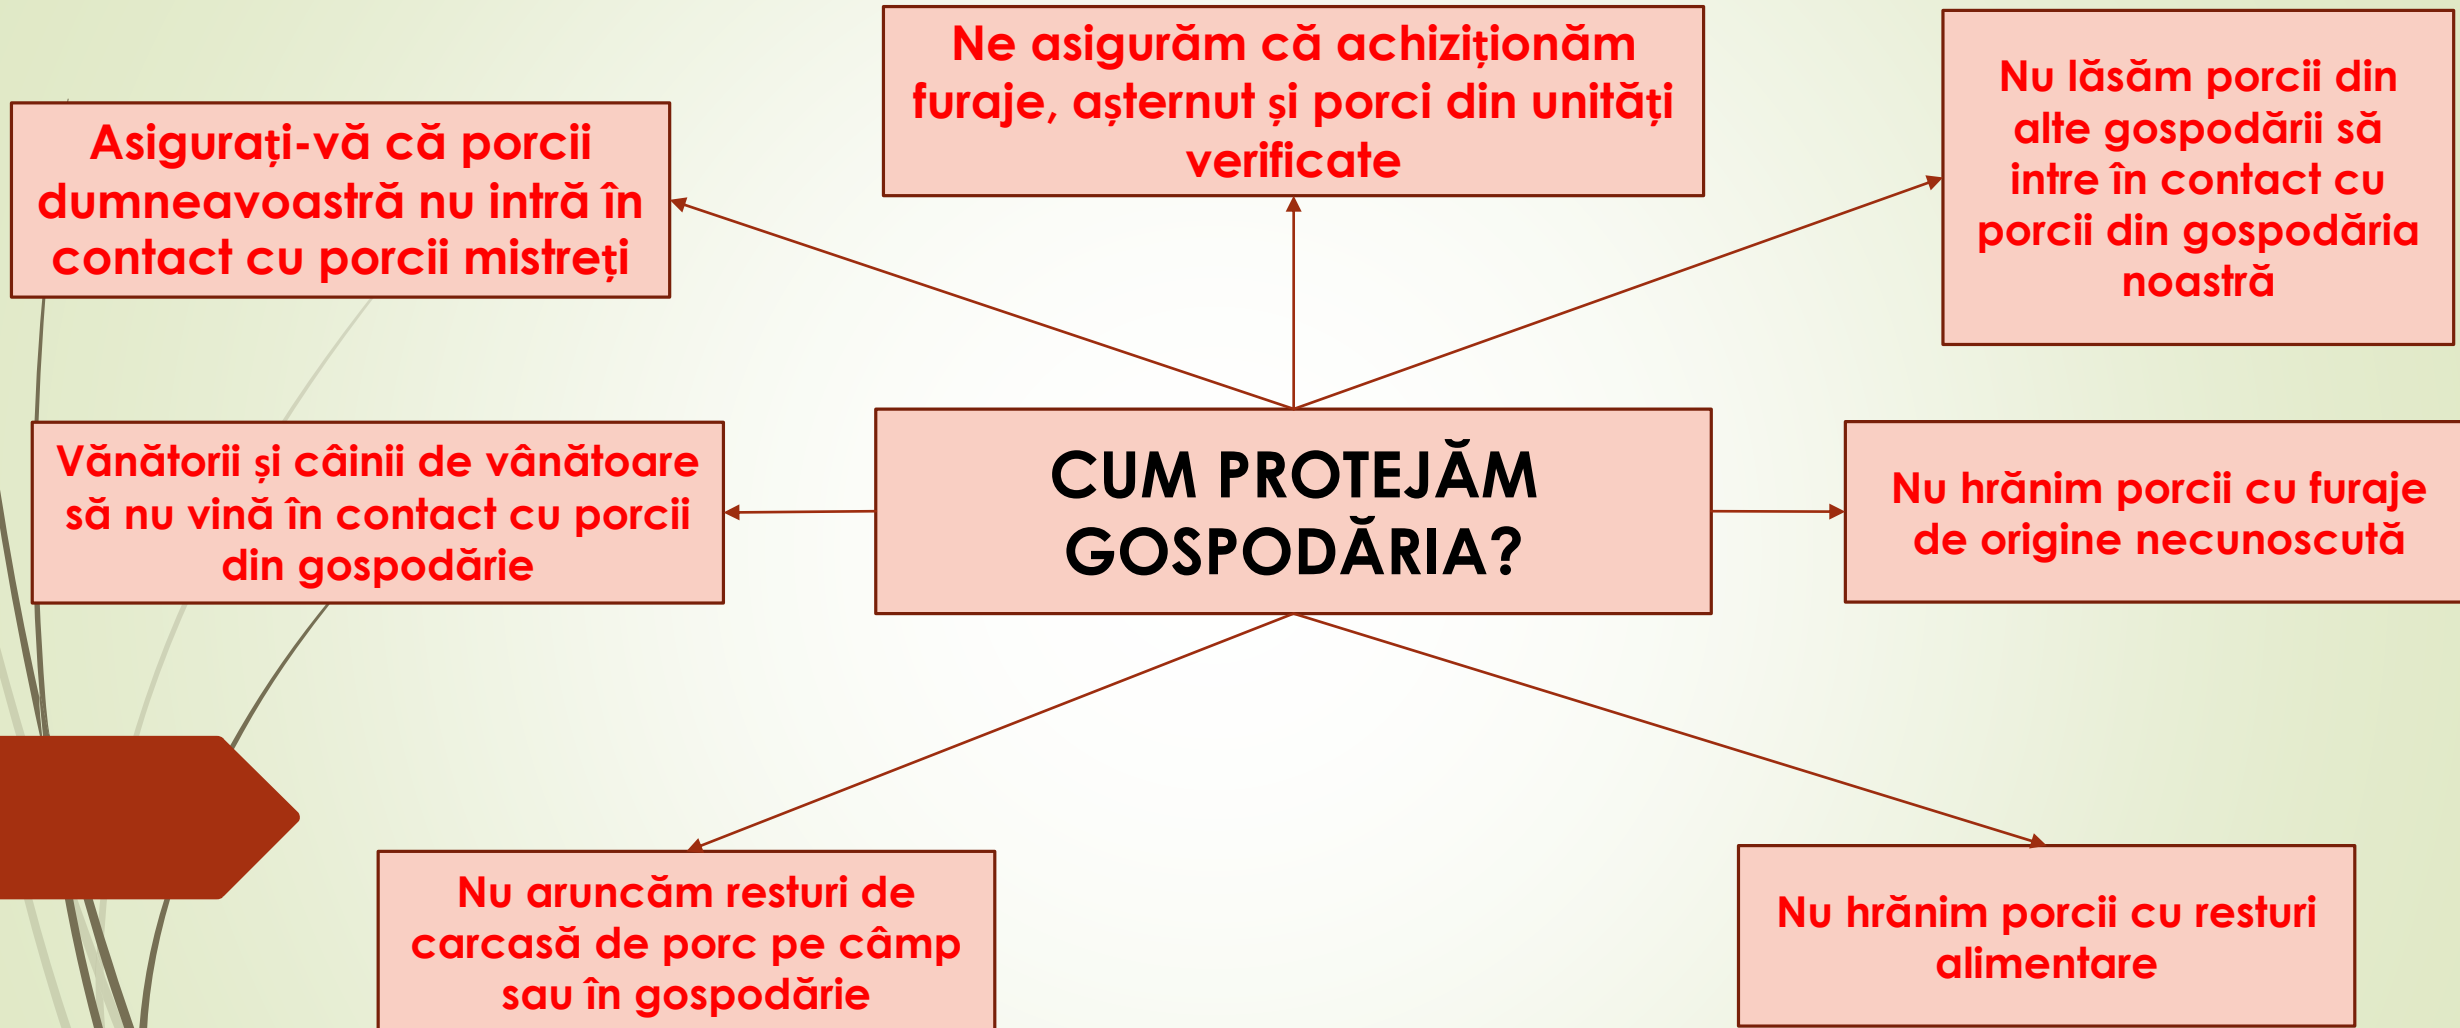 Ne asigurăm că achiziționăm
furaje, așternut și porci din unități
verificate
Asigurați-vă că porcii
dumneavoastră nu intră în
contact cu porcii mistreți
Nu lăsăm porcii din
alte gospodării să
intre în contact cu
porcii din gospodăria
noastră
Vănătorii și câinii de vânătoare
să nu vină în contact cu porcii
din gospodărie
CUM PROTEJĂM
GOSPODĂRIA?
Nu hrănim porcii cu furaje
de origine necunoscută
Nu aruncăm resturi de
carcasă de porc pe câmp
sau în gospodărie
Nu hrănim porcii cu resturi
alimentare